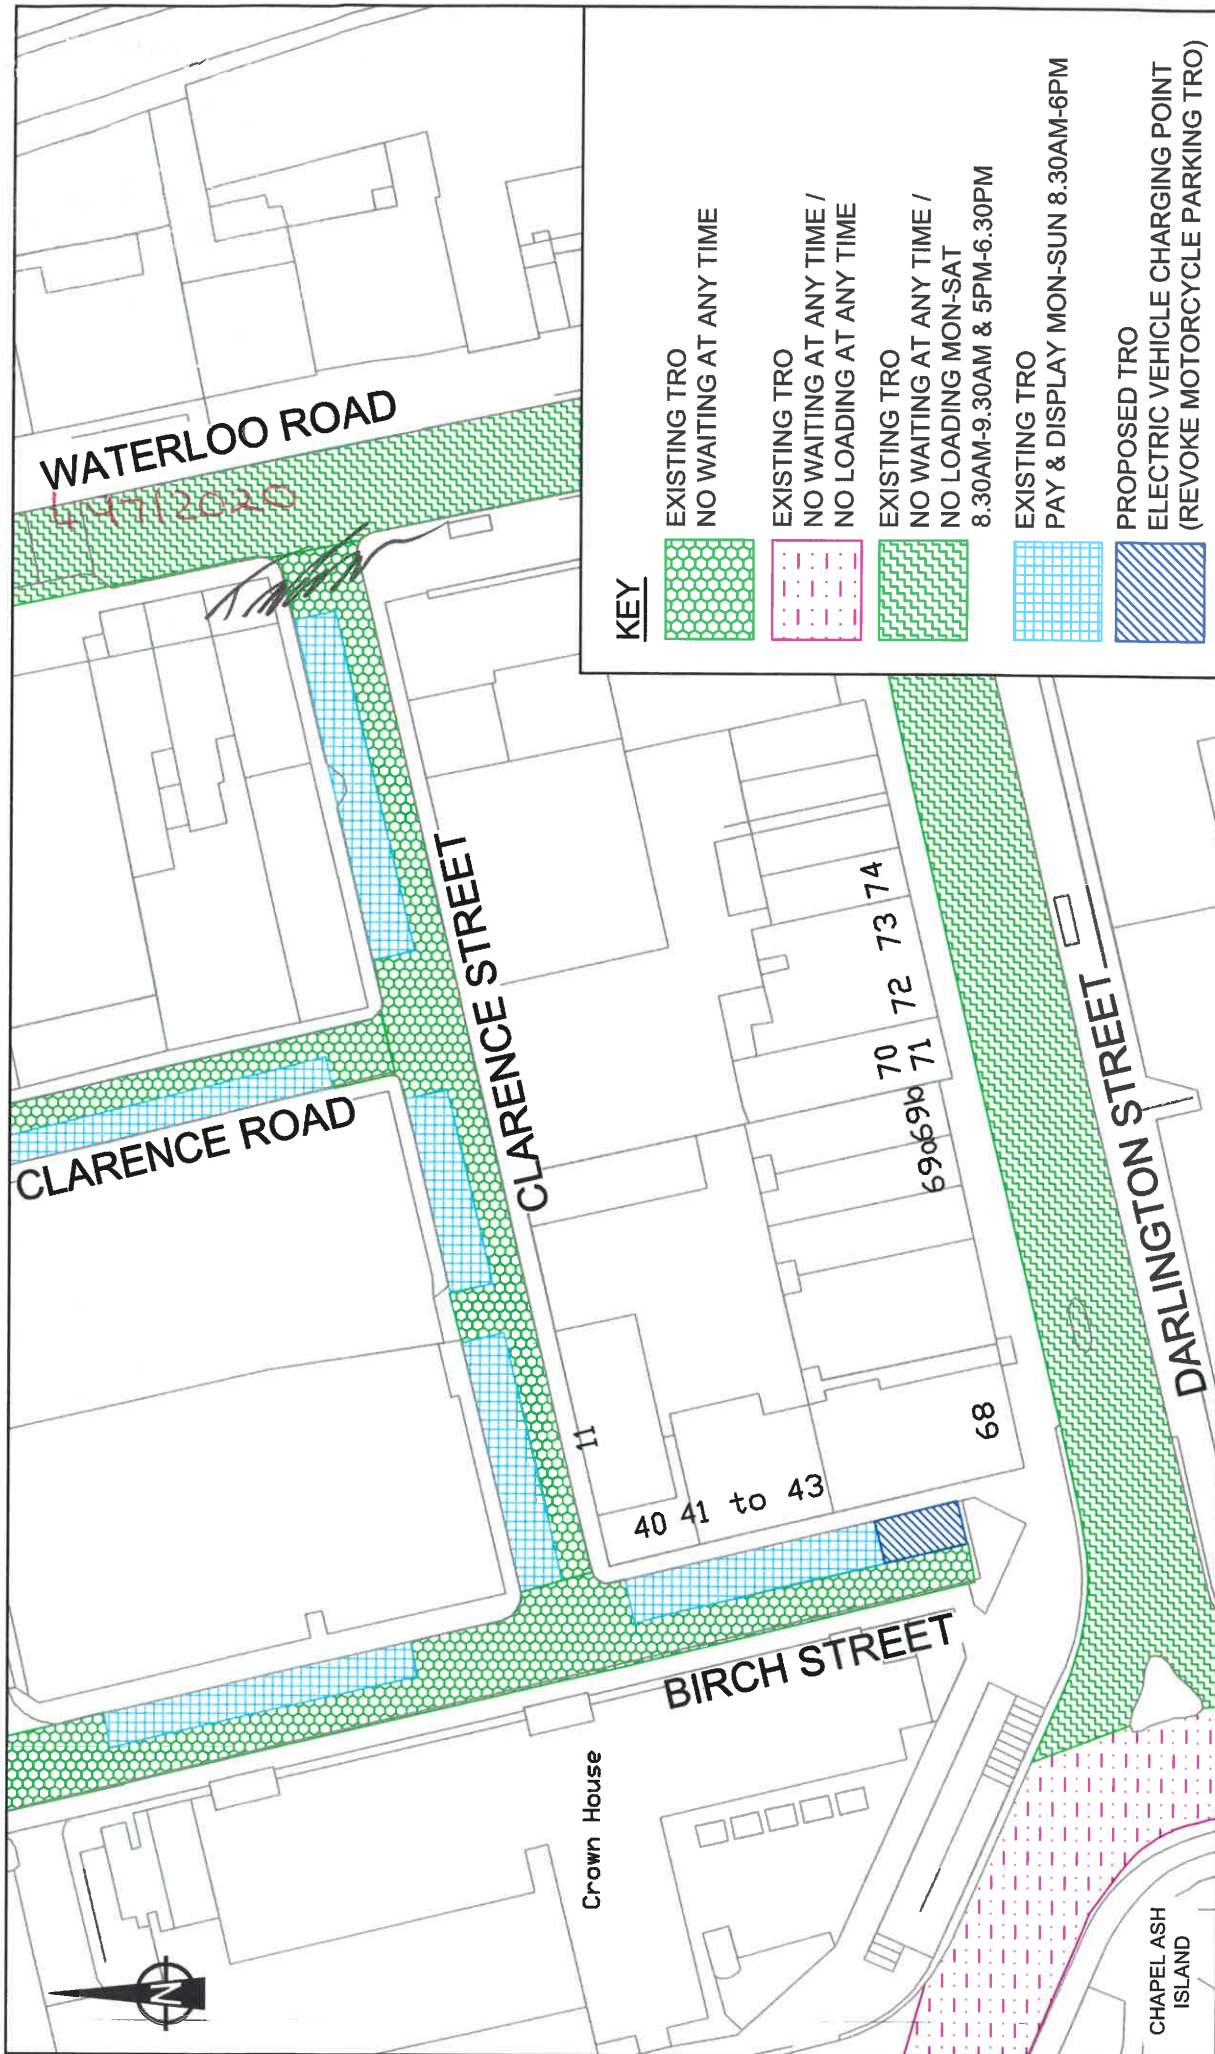 WATERLOO ROAD
447/2020
CLARENCE ROAD
CLARENCE STREET
BIRCH STREET
DARLINGTON STREET
Crown House
11
40
41 to 43
68
69a
69b
70
71
72
73
74
CHAPEL ASH
ISLAND
N
KEY
EXISTING TRO
NO WAITING AT ANY TIME
EXISTING TRO
NO WAITING AT ANY TIME /
NO LOADING AT ANY TIME
EXISTING TRO
NO WAITING AT ANY TIME /
NO LOADING MON-SAT
8.30AM-9.30AM & 5PM-6.30PM
EXISTING TRO
PAY & DISPLAY MON-SUN 8.30AM-6PM
PROPOSED TRO
ELECTRIC VEHICLE CHARGING POINT
(REVOKE MOTORCYCLE PARKING TRO)